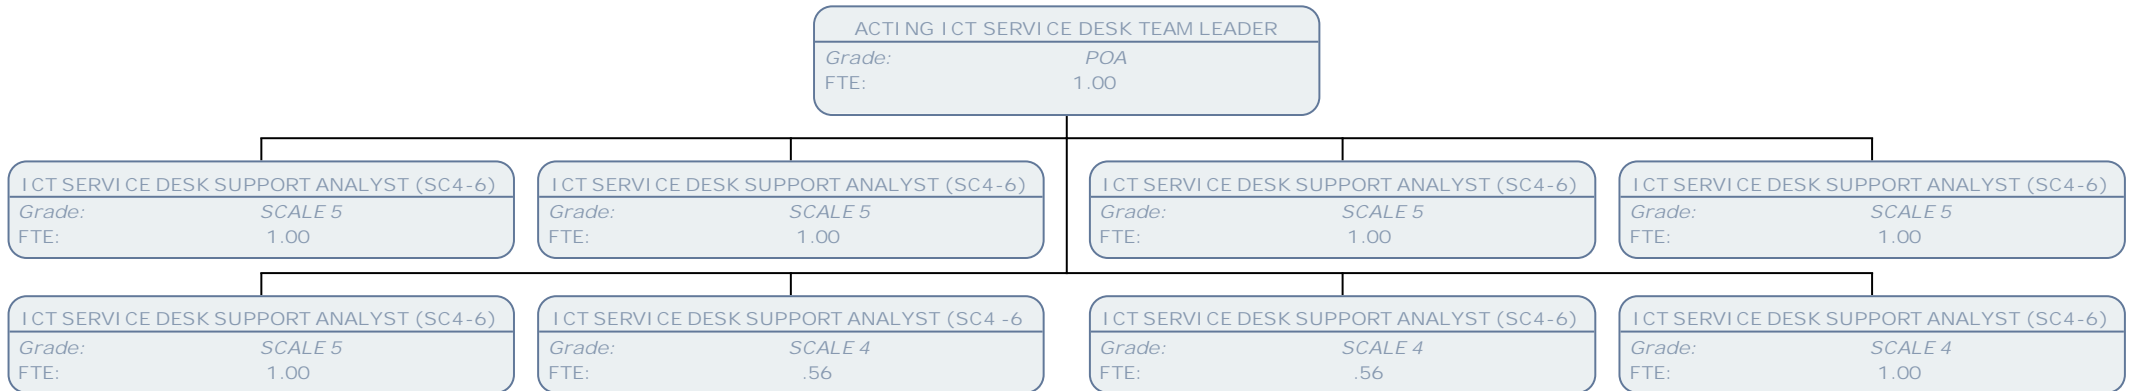 ACTING ICT SERVICE DESK TEAM LEADER
Grade: POA
FTE: 1.00
ICT SERVICE DESK SUPPORT ANALYST (SC4-6)
Grade: SCALE 5
FTE: 1.00
ICT SERVICE DESK SUPPORT ANALYST (SC4-6)
Grade: SCALE 5
FTE: 1.00
ICT SERVICE DESK SUPPORT ANALYST (SC4-6)
Grade: SCALE 5
FTE: 1.00
ICT SERVICE DESK SUPPORT ANALYST (SC4-6)
Grade: SCALE 5
FTE: 1.00
ICT SERVICE DESK SUPPORT ANALYST (SC4-6)
Grade: SCALE 5
FTE: 1.00
ICT SERVICE DESK SUPPORT ANALYST (SC4 -6
Grade: SCALE 4
FTE: .56
ICT SERVICE DESK SUPPORT ANALYST (SC4-6)
Grade: SCALE 4
FTE: .56
ICT SERVICE DESK SUPPORT ANALYST (SC4-6)
Grade: SCALE 4
FTE: 1.00